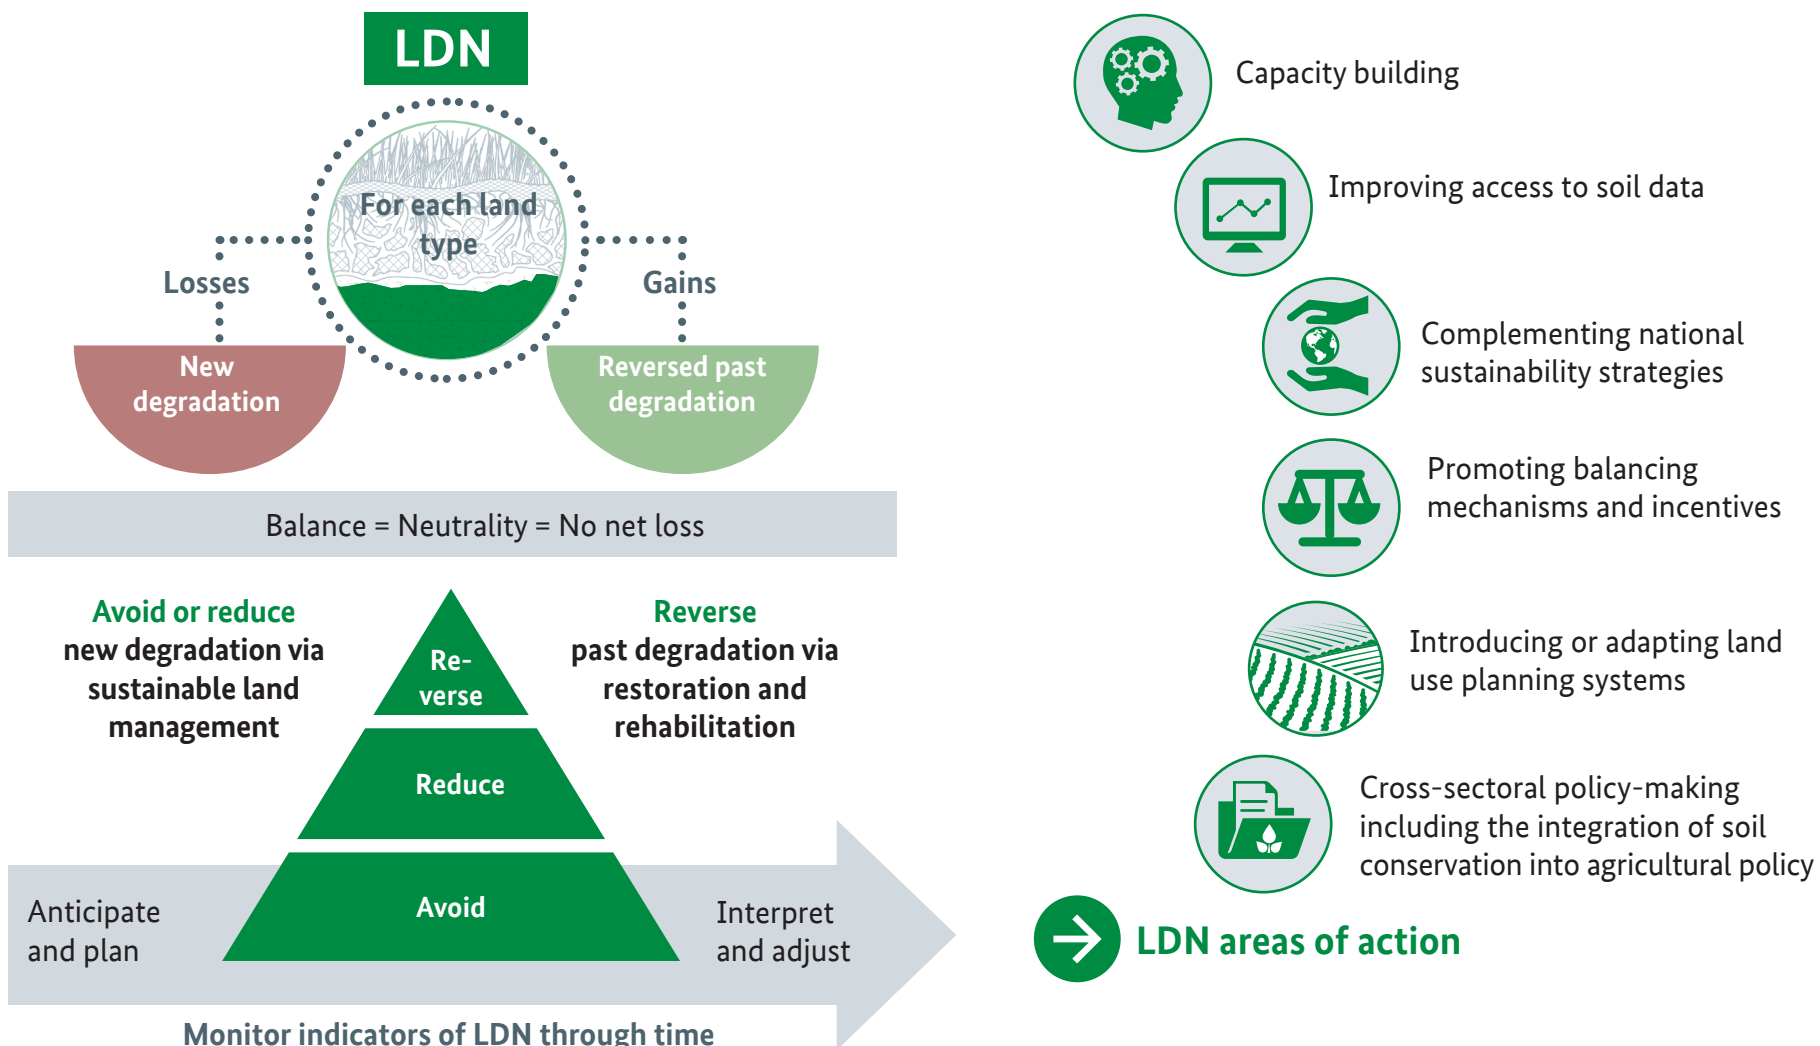 LDN
For each land
type
Losses
Gains
New
degradation
Reversed past
degradation
Balance = Neutrality = No net loss
Avoid or reduce
new degradation via
sustainable land
management
Re-
verse
Reverse
past degradation via
restoration and
rehabilitation
Reduce
Avoid
Anticipate
and plan
Interpret
and adjust
Monitor indicators of LDN through time
Capacity building
Improving access to soil data
Complementing national
sustainability strategies
Promoting balancing
mechanisms and incentives
Introducing or adapting land
use planning systems
Cross-sectoral policy-making
including the integration of soil
conservation into agricultural policy
LDN areas of action